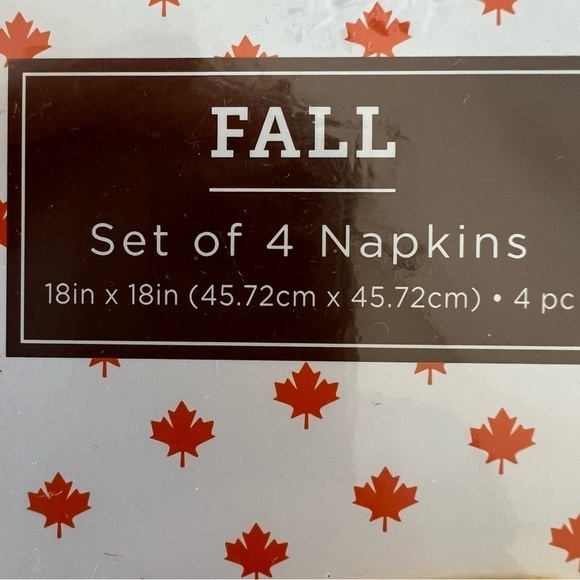 FALL
Set of 4 Napkins
18in x 18in (45.72cm x 45.72cm) • 4 pc